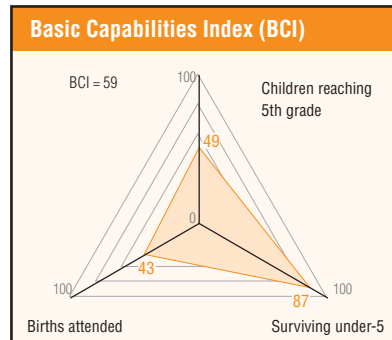 Basic Capabilities Index (BCI)
BCI = 59
100
Children reaching
5th grade
49
0
43
100
87
100
Births attended
Surviving under-5